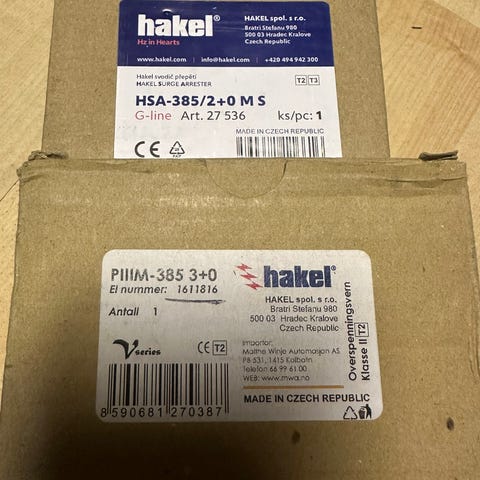 hakel®
Hz in Hearts
HAKEL spol. s r.o.
Bratri Stefanu 980
500 03 Hradec Kralove
Czech Republic
www.hakel.com | info@hakel.com | +420 494 942 300
Hakel svodič přepětí
HAKEL SURGE ARRESTER
T2 T3
HSA-385/2+0 M S
G-line Art. 27 536 ks/pc: 1
MADE IN CZECH REPUBLIC
CE
PIIIM-385 3+0
El nummer: 1611816
Antall 1
V series
CE T2
8 590681 270387
hakel®
HAKEL spol. s r.o.
Bratri Stefanu 980
500 03 Hradec Kralove
Czech Republic
Importør:
Malthe Winje Automasjon AS
PB 531, 1415 Kolbotn
Telefon 66 99 61 00
WEB: www.mwa.no
MADE IN CZECH REPUBLIC
Overspenningsvern
Klasse II T2